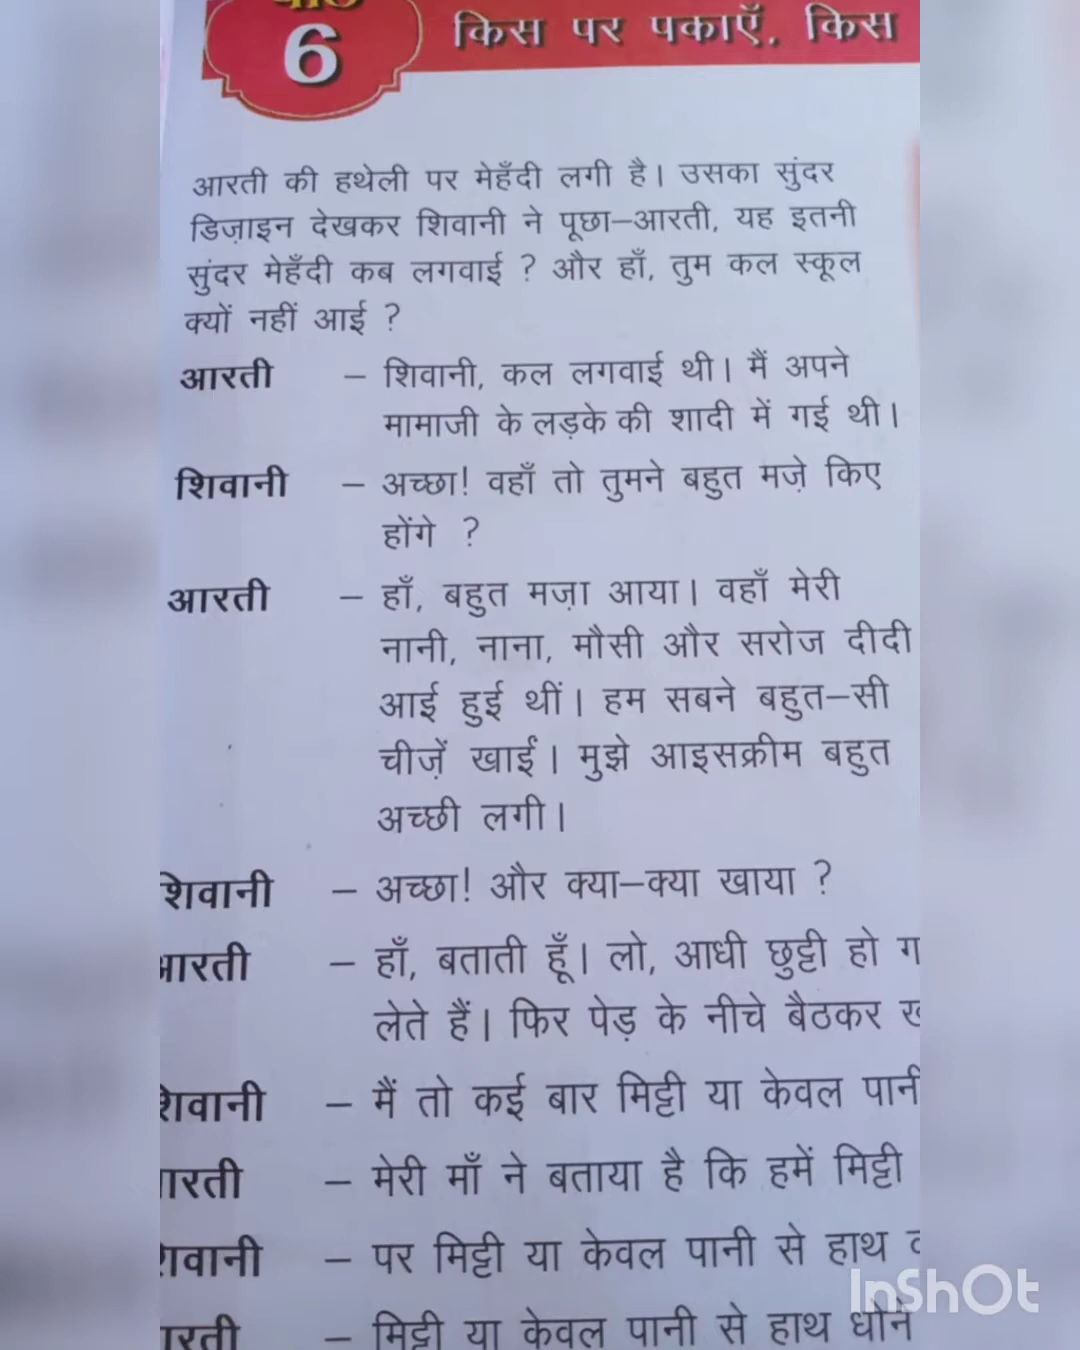 6
किस पर पकाएँ, किस
आरती की हथेली पर मेहँदी लगी है। उसका सुंदर
डिज़ाइन देखकर शिवानी ने पूछा–आरती, यह इतनी
सुंदर मेहँदी कब लगवाई ? और हाँ, तुम कल स्कूल
क्यों नहीं आई ?
आरती – शिवानी, कल लगवाई थी। मैं अपने
मामाजी के लड़के की शादी में गई थी।
शिवानी – अच्छा! वहाँ तो तुमने बहुत मज़े किए
होंगे ?
आरती – हाँ, बहुत मज़ा आया। वहाँ मेरी
नानी, नाना, मौसी और सरोज दीदी
आई हुई थीं। हम सबने बहुत–सी
चीज़ें खाईं। मुझे आइसक्रीम बहुत
अच्छी लगी।
शिवानी – अच्छा! और क्या–क्या खाया ?
आरती – हाँ, बताती हूँ। लो, आधी छुट्टी हो ग
लेते हैं। फिर पेड़ के नीचे बैठकर
शिवानी – मैं तो कई बार मिट्टी या केवल पानी
आरती – मेरी माँ ने बताया है कि हमें मिट्टी
शिवानी – पर मिट्टी या केवल पानी से हाथ
आरती – मिट्टी या केवल पानी से हाथ धोने
InShOt